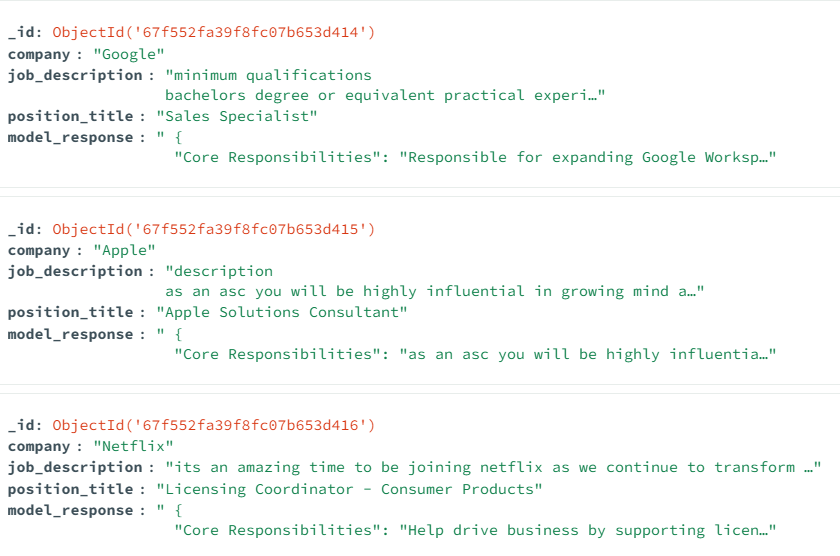 _id: ObjectId('67f552fa39f8fc07b653d414')
company : "Google"
job_description : "minimum qualifications
bachelors degree or equivalent practical experi…"
position_title : "Sales Specialist"
model_response : " {
"Core Responsibilities": "Responsible for expanding Google Worksp…"
_id: ObjectId('67f552fa39f8fc07b653d415')
company : "Apple"
job_description : "description
as an asc you will be highly influential in growing mind a…"
position_title : "Apple Solutions Consultant"
model_response : " {
"Core Responsibilities": "as an asc you will be highly influentia…"
_id: ObjectId('67f552fa39f8fc07b653d416')
company : "Netflix"
job_description : "its an amazing time to be joining netflix as we continue to transform …"
position_title : "Licensing Coordinator - Consumer Products"
model_response : " {
"Core Responsibilities": "Help drive business by supporting licen…"